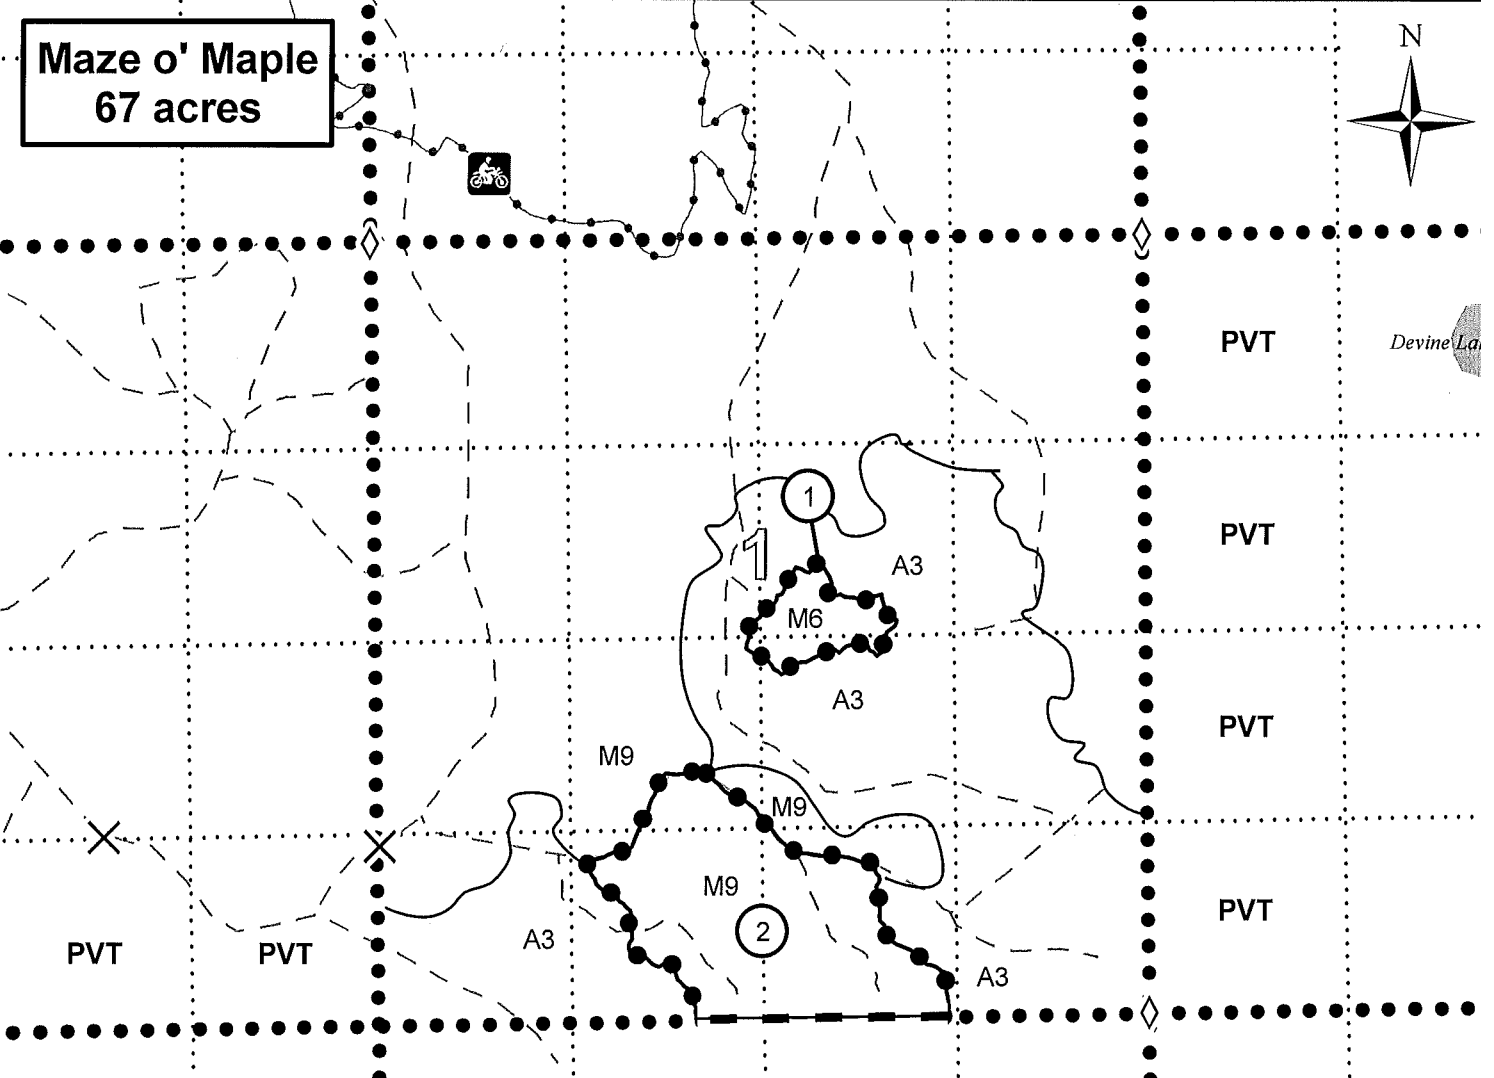 Maze o' Maple
67 acres
N
PVT
Devine La
1
1
A3
PVT
M6
A3
PVT
M9
M9
M9
2
A3
A3
PVT
PVT
PVT